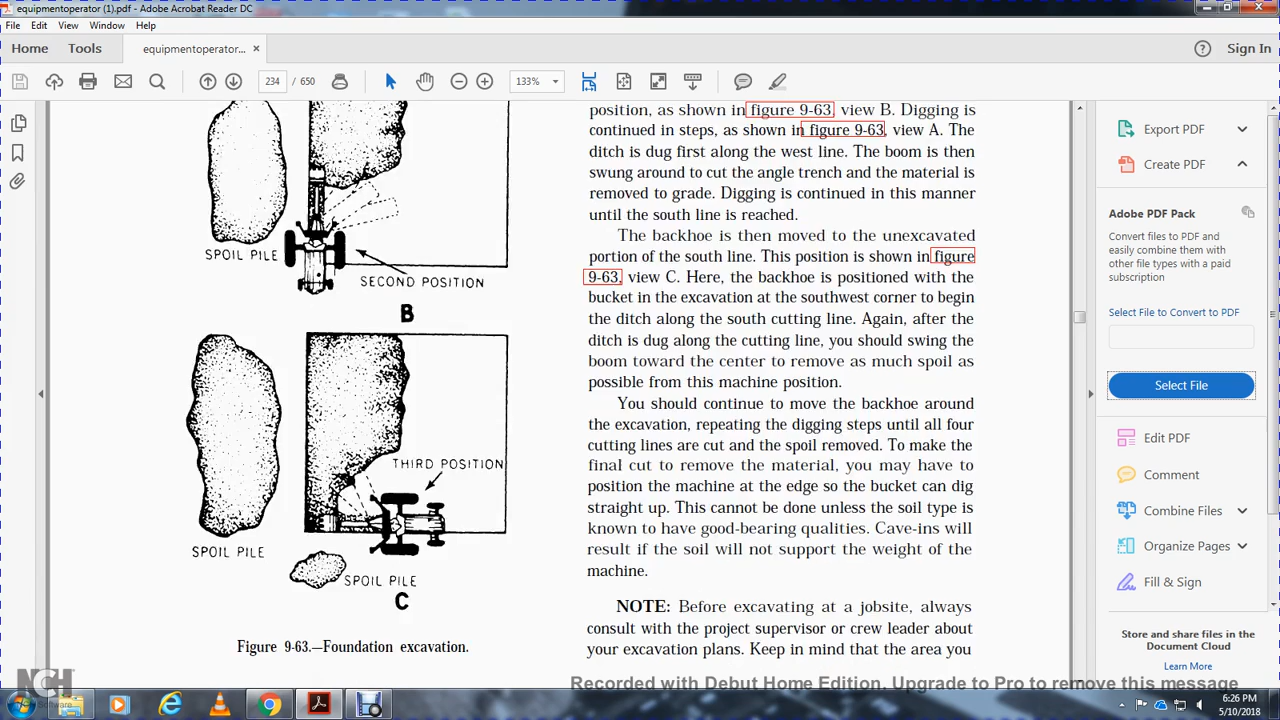 equipmentoperator (1).pdf - Adobe Acrobat Reader DC
File Edit View Window Help
Home Tools equipmentoperator... × Sign In
234 / 650 133%
SPOIL PILE
SECOND POSITION
B
THIRD POSITION
SPOIL PILE
SPOIL PILE
C
Figure 9-63.—Foundation excavation.
position, as shown in figure 9-63 view B. Digging is
continued in steps, as shown in figure 9-63, view A. The
ditch is dug first along the west line. The boom is then
swung around to cut the angle trench and the material is
removed to grade. Digging is continued in this manner
until the south line is reached.
The backhoe is then moved to the unexcavated
portion of the south line. This position is shown in figure
9-63, view C. Here, the backhoe is positioned with the
bucket in the excavation at the southwest corner to begin
the ditch along the south cutting line. Again, after the
ditch is dug along the cutting line, you should swing the
boom toward the center to remove as much spoil as
possible from this machine position.
You should continue to move the backhoe around
the excavation, repeating the digging steps until all four
cutting lines are cut and the spoil removed. To make the
final cut to remove the material, you may have to
position the machine at the edge so the bucket can dig
straight up. This cannot be done unless the soil type is
known to have good-bearing qualities. Cave-ins will
result if the soil will not support the weight of the
machine.
NOTE: Before excavating at a jobsite, always
consult with the project supervisor or crew leader about
your excavation plans. Keep in mind that the area you
Export PDF
Create PDF
Adobe PDF Pack
Convert files to PDF and
easily combine them with
other file types with a paid
subscription
Select File to Convert to PDF
Select File
Edit PDF
Comment
Combine Files
Organize Pages
Fill & Sign
Store and share files in the
Document Cloud
Learn More
NCH
Software
Recorded with Debut Home Edition. Upgrade to Pro to remove this message
6:26 PM
5/10/2018